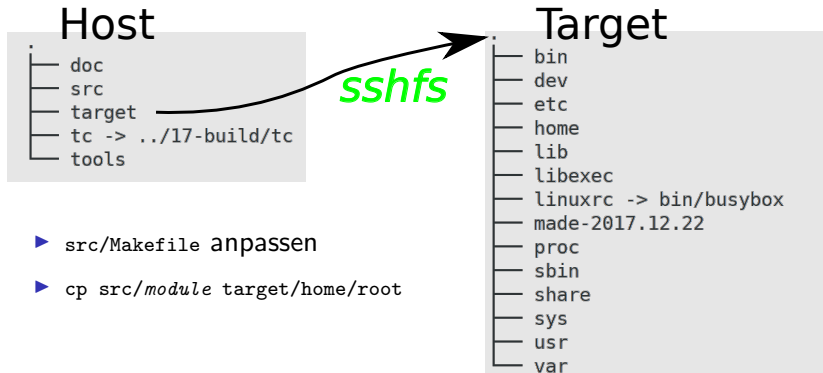 Host
.
├── doc
├── src
├── target
├── tc -> ../17-build/tc
└── tools
sshfs
Target
.
├── bin
├── dev
├── etc
├── home
├── lib
├── libexec
├── linuxrc -> bin/busybox
├── made-2017.12.22
├── proc
├── sbin
├── share
├── sys
├── usr
└── var
▶ src/Makefile anpassen
▶ cp src/module target/home/root